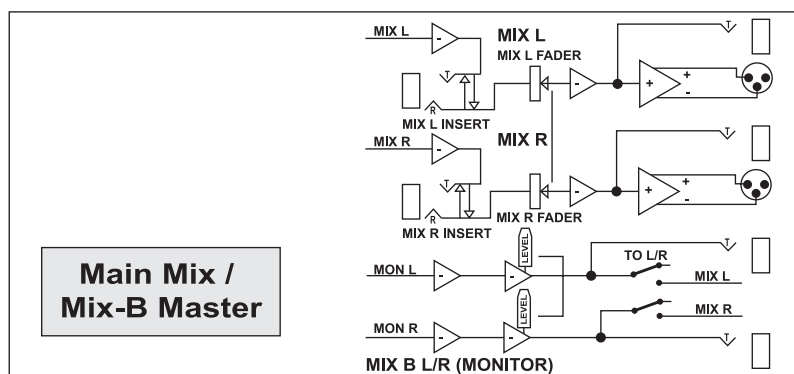 MIX L
MIX L
MIX L FADER
T
+
-
R
MIX L INSERT
MIX R
MIX R
T
+
-
R
MIX R INSERT
MIX R FADER
Main Mix /
Mix-B Master
LEVEL
TO L/R
T
MON L
MIX L
LEVEL
MIX R
MON R
T
MIX B L/R (MONITOR)